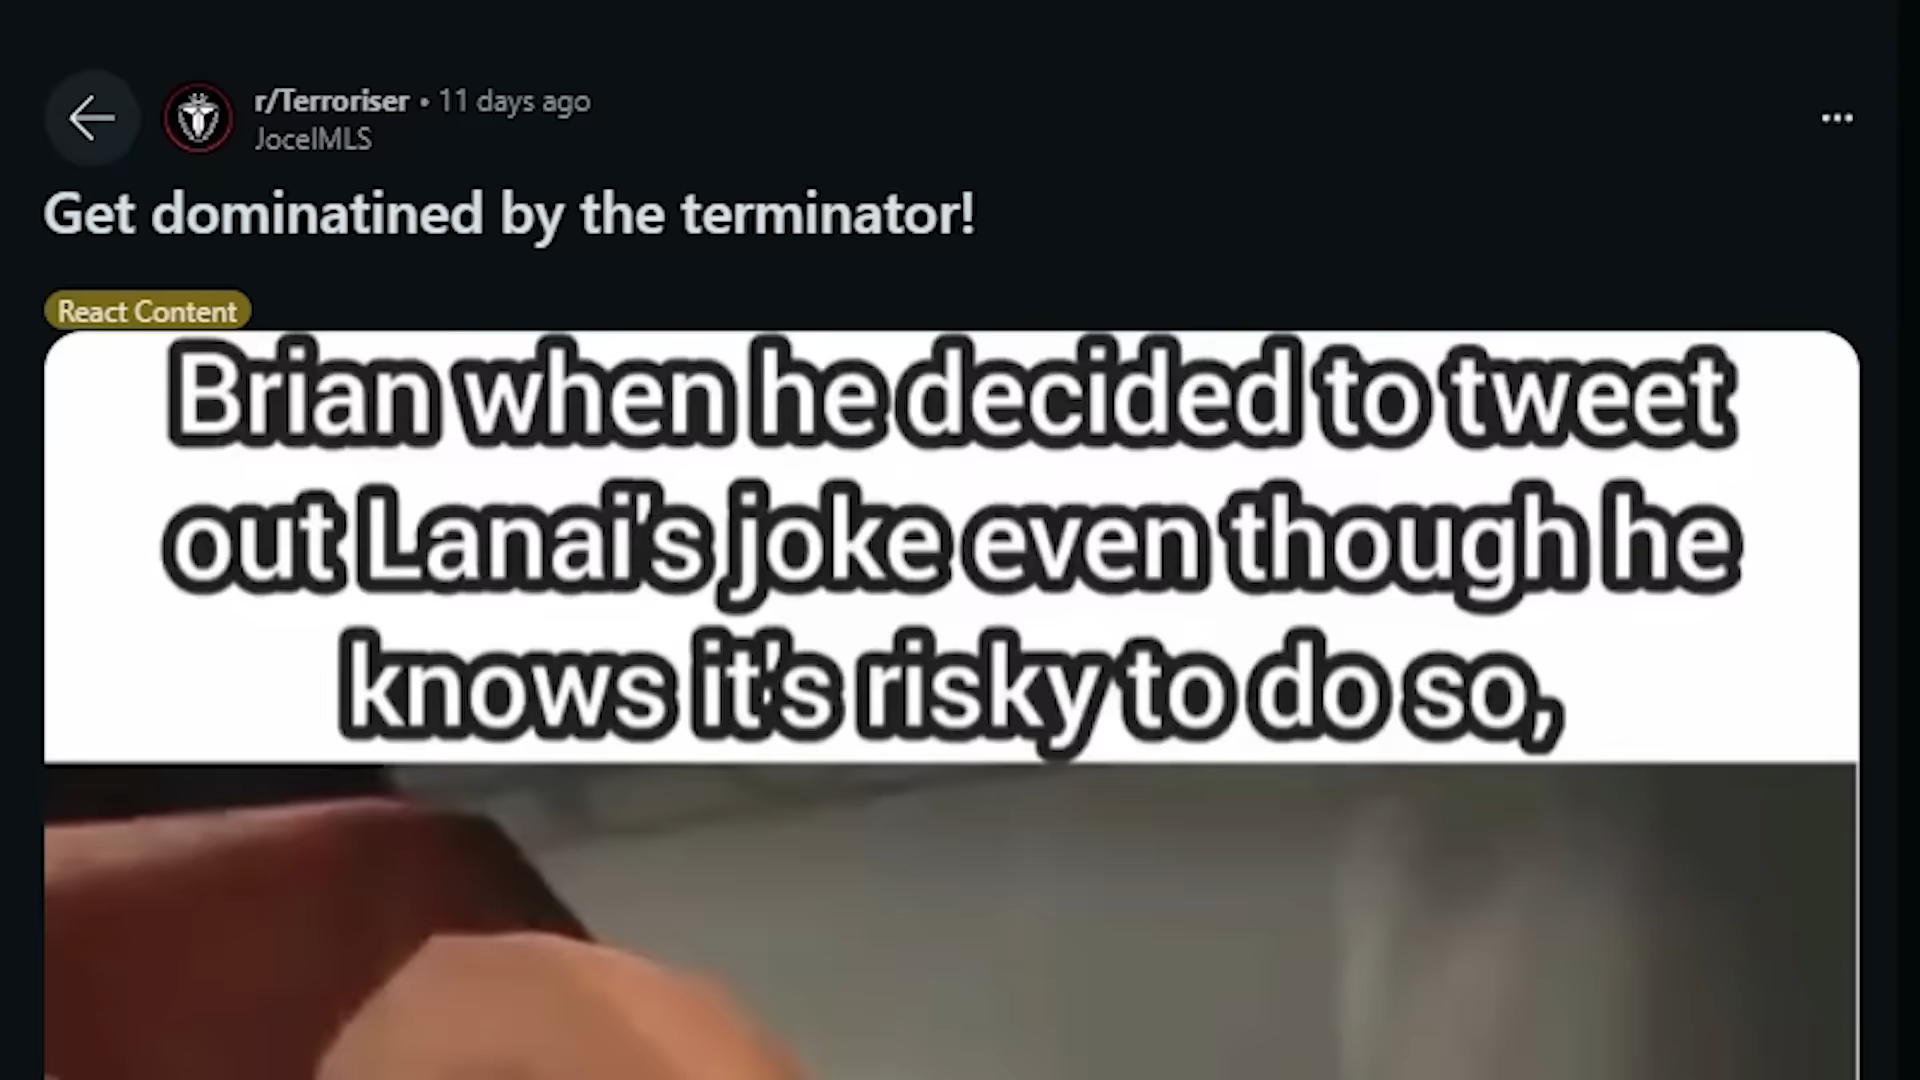 r/Terroriser • 11 days ago
JocelMLS
Get dominatined by the terminator!
React Content
Brian when he decided to tweet
out Lanai's joke even though he
knows it's risky to do so,